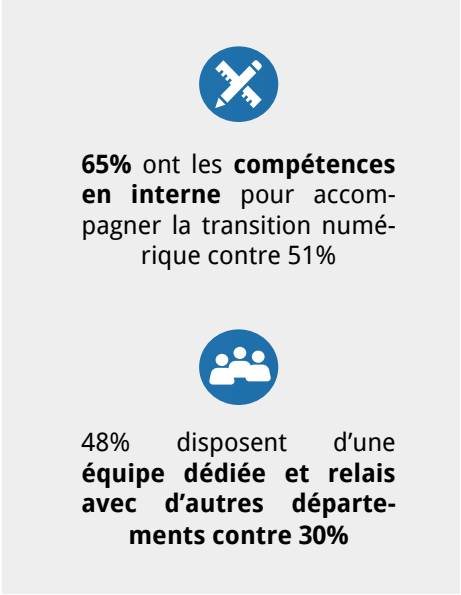 65% ont les compétences
en interne pour accom-
pagner la transition numé-
rique contre 51%
48% disposent d’une
équipe dédiée et relais
avec d’autres départe-
ments contre 30%